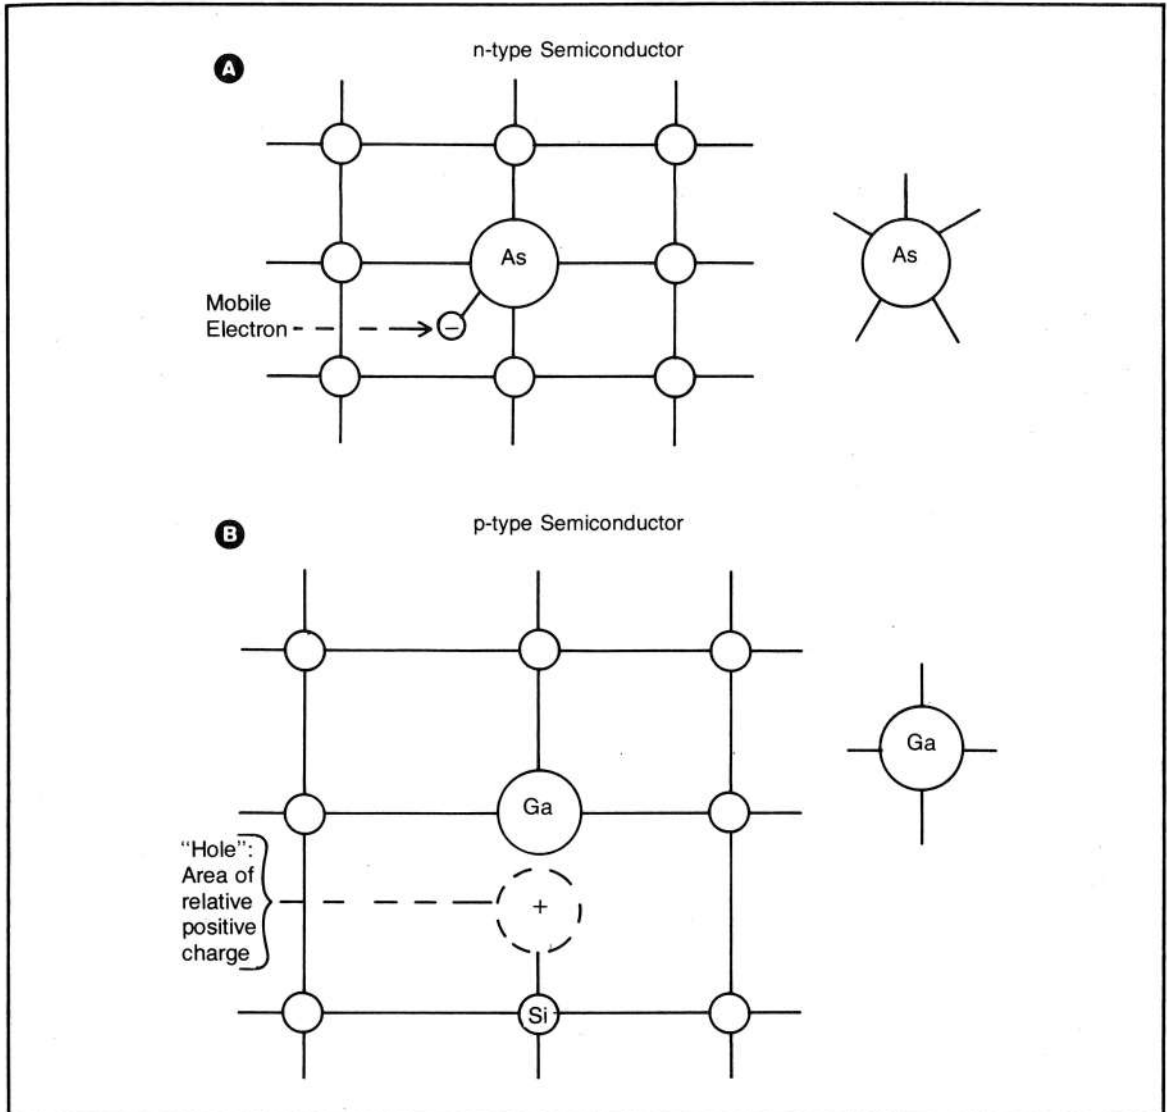 A
n-type Semiconductor
As
As
Mobile
Electron
−
B
p-type Semiconductor
Ga
Ga
"Hole":
Area of
relative
positive
charge
+
Si